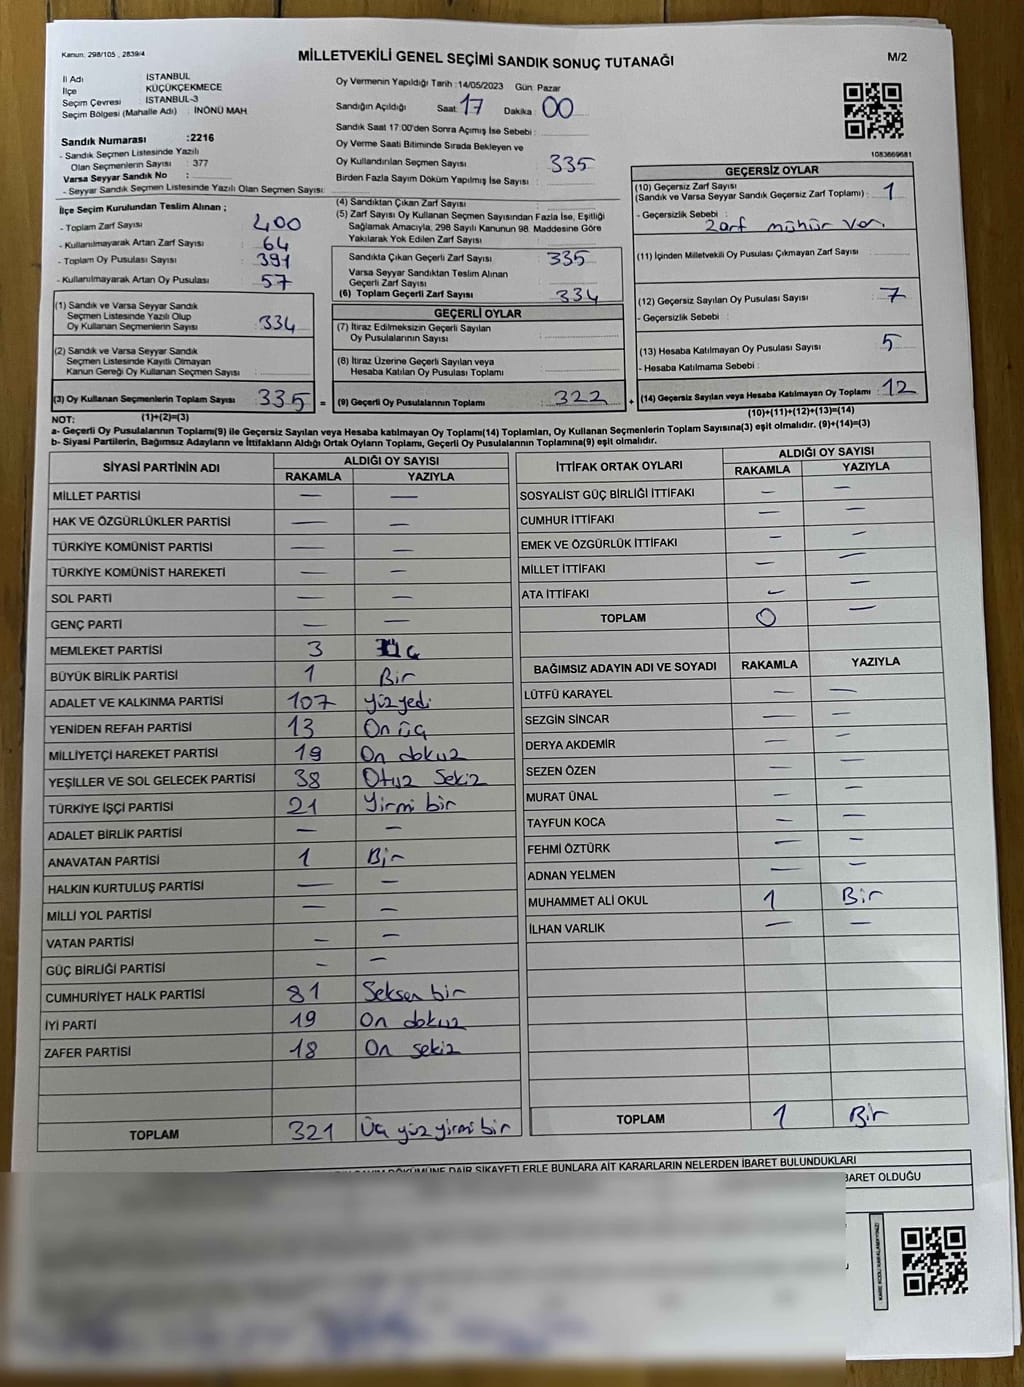 Kanun, 298/105 , 2839/4
MİLLETVEKİLİ GENEL SEÇİMİ SANDIK SONUÇ TUTANAĞI
M/2
İl Adı İSTANBUL
İlçe KÜÇÜKÇEKMECE
Seçim Çevresi İSTANBUL-3
Seçim Bölgesi (Mahalle Adı) : İNÖNÜ MAH
Oy Vermenin Yapıldığı Tarih :14/05/2023 Gün Pazar
Sandığın Açıldığı Saat 17 Dakika 00
Sandık Saat 17:00'den Sonra Açımış İse Sebebi :
Oy Verme Saati Bitiminde Sırada Bekleyen ve
Oy Kullandırılan Seçmen Sayısı 335
Birden Fazla Sayım Döküm Yapılmış İse Sayısı :
1083669681
Sandık Numarası :2216
- Sandık Seçmen Listesinde Yazılı
Olan Seçmenlerin Sayısı : 377
Varsa Seyyar Sandık No :
- Seyyar Sandık Seçmen Listesinde Yazılı Olan Seçmen Sayısı:
İlçe Seçim Kurulundan Teslim Alınan ;
- Toplam Zarf Sayısı 400
- Kullanılmayarak Artan Zarf Sayısı : 64
- Toplam Oy Pusulası Sayısı : 391
- Kullanılmayarak Artan Oy Pusulası : 57
(1) Sandık ve Varsa Seyyar Sandık
Seçmen Listesinde Yazılı Olup
Oy Kullanan Seçmenlerin Sayısı : 334
(2) Sandık ve Varsa Seyyar Sandık
Seçmen Listesinde Kayıtlı Olmayan
Kanun Gereği Oy Kullanan Seçmen Sayısı :
(3) Oy Kullanan Seçmenlerin Toplam Sayısı : 335 =
(4) Sandıktan Çıkan Zarf Sayısı
(5) Zarf Sayısı Oy Kullanan Seçmen Sayısından Fazla İse, Eşitliği
Sağlamak Amacıyla, 298 Sayılı Kanunun 98. Maddesine Göre
Yakılarak Yok Edilen Zarf Sayısı :
Sandıkta Çıkan Geçerli Zarf Sayısı : 335
Varsa Seyyar Sandıktan Teslim Alınan
Geçerli Zarf Sayısı :
(6) Toplam Geçerli Zarf Sayısı : 334
GEÇERLİ OYLAR
(7) İtiraz Edilmeksizin Geçerli Sayılan
Oy Pusulalarının Sayısı :
(8) İtiraz Üzerine Geçerli Sayılan veya
Hesaba Katılan Oy Pusulası Toplamı :
(9) Geçerli Oy Pusulalarının Toplamı : 322 +
GEÇERSİZ OYLAR
(10) Geçersiz Zarf Sayısı
(Sandık ve Varsa Seyyar Sandık Geçersiz Zarf Toplamı) : 1
- Geçersizlik Sebebi :
Zarf mühür var.
(11) İçinden Milletvekili Oy Pusulası Çıkmayan Zarf Sayısı :
(12) Geçersiz Sayılan Oy Pusulası Sayısı : 7
- Geçersizlik Sebebi :
(13) Hesaba Katılmayan Oy Pusulası Sayısı : 5
- Hesaba Katılmama Sebebi :
(14) Geçersiz Sayılan veya Hesaba Katılmayan Oy Toplamı : 12
NOT: (1)+(2)=(3)
(10)+(11)+(12)+(13)=(14)
a- Geçerli Oy Pusulasının Toplamı(9) ile Geçersiz Sayılan veya Hesaba Katılmayan Oy Toplamı(14) Toplamları, Oy Kullanan Seçmenlerin Toplam Sayısına(3) eşit olmalıdır. (9)+(14)=(3)
b- Siyasi Partilerin, Bağımsız Adayların ve İttifakların Aldığı Ortak Oyların Toplamı, Geçerli Oy Pusulalarının Toplamına(9) eşit olmalıdır.
SİYASİ PARTİNİN ADI ALDIĞI OY SAYISI
RAKAMLA YAZIYLA
MİLLET PARTİSİ — —
HAK VE ÖZGÜRLÜKLER PARTİSİ — —
TÜRKİYE KOMÜNİST PARTİSİ — —
TÜRKİYE KOMÜNİST HAREKETİ — —
SOL PARTİ — —
GENÇ PARTİ — —
MEMLEKET PARTİSİ 3
BÜYÜK BİRLİK PARTİSİ 1 Bir
ADALET VE KALKINMA PARTİSİ 107 yüzyedi
YENİDEN REFAH PARTİSİ 13 On üç
MİLLİYETÇİ HAREKET PARTİSİ 19 On dokuz
YEŞİLLER VE SOL GELECEK PARTİSİ 38 Otuz Sekiz
TÜRKİYE İŞÇİ PARTİSİ 21 Yirmi bir
ADALET BİRLİK PARTİSİ — —
ANAVATAN PARTİSİ 1 Bir
HALKIN KURTULUŞ PARTİSİ — —
MİLLİ YOL PARTİSİ — —
VATAN PARTİSİ — —
GÜÇ BİRLİĞİ PARTİSİ — —
CUMHURİYET HALK PARTİSİ 81 Seksen bir
İYİ PARTİ 19 On dokuz
ZAFER PARTİSİ 18 On sekiz
TOPLAM 321 Üç yüz yirmi bir
İTTİFAK ORTAK OYLARI ALDIĞI OY SAYISI
RAKAMLA YAZIYLA
SOSYALİST GÜÇ BİRLİĞİ İTTİFAKI — —
CUMHUR İTTİFAKI — —
EMEK VE ÖZGÜRLÜK İTTİFAKI — —
MİLLET İTTİFAKI — —
ATA İTTİFAKI — —
TOPLAM 0 —
BAĞIMSIZ ADAYIN ADI VE SOYADI RAKAMLA YAZIYLA
LÜTFÜ KARAYEL — —
SEZGİN SİNCAR — —
DERYA AKDEMİR — —
SEZEN ÖZEN — —
MURAT ÜNAL — —
TAYFUN KOCA — —
FEHMİ ÖZTÜRK — —
ADNAN YELMEN — —
MUHAMMET ALİ OKUL 1 Bir
İLHAN VARLIK — —
TOPLAM 1 Bir
DÖKÜMÜNE DAİR ŞİKAYETLERLE BUNLARA AİT KARARLARIN NELERDEN İBARET BULUNDUKLARI
BARET OLDUĞU